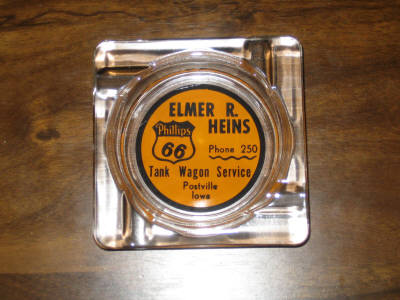 ELMER R.
HEINS
Phillips
66
Phone 250
Tank Wagon Service
Postville
Iowa